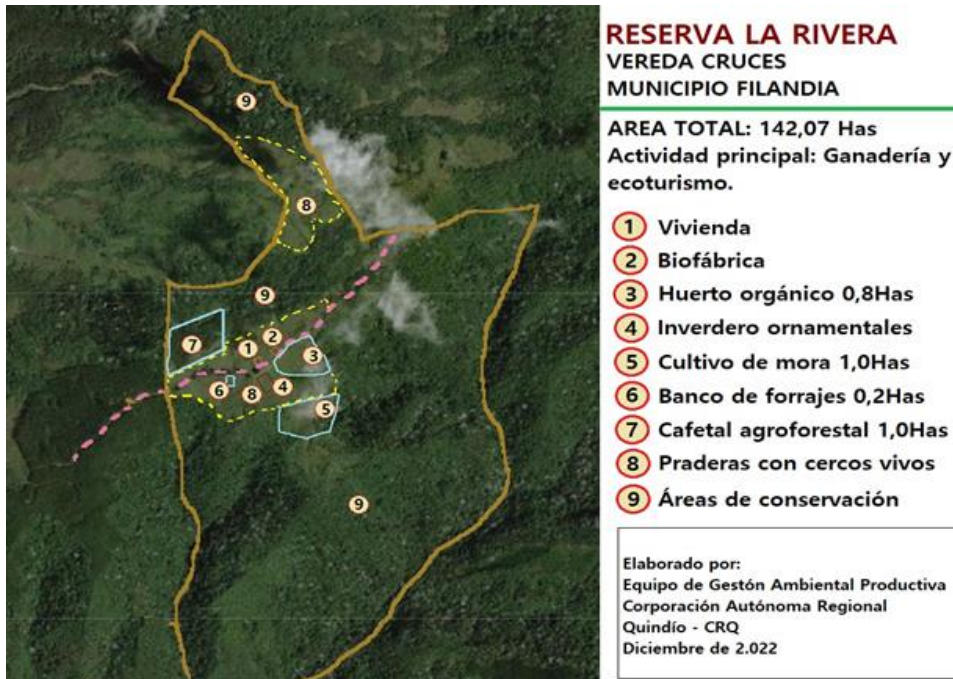 RESERVA LA RIVERA
VEREDA CRUCES
MUNICIPIO FILANDIA
AREA TOTAL: 142,07 Has
Actividad principal: Ganadería y
ecoturismo.
1 Vivienda
2 Biofábrica
3 Huerto orgánico 0,8Has
4 Inverdero ornamentales
5 Cultivo de mora 1,0Has
6 Banco de forrajes 0,2Has
7 Cafetal agroforestal 1,0Has
8 Praderas con cercos vivos
9 Áreas de conservación
Elaborado por:
Equipo de Gestón Ambiental Productiva
Corporación Autónoma Regional
Quindío - CRQ
Diciembre de 2.022
9
8
9
7
1
2
3
6
8
4
5
9